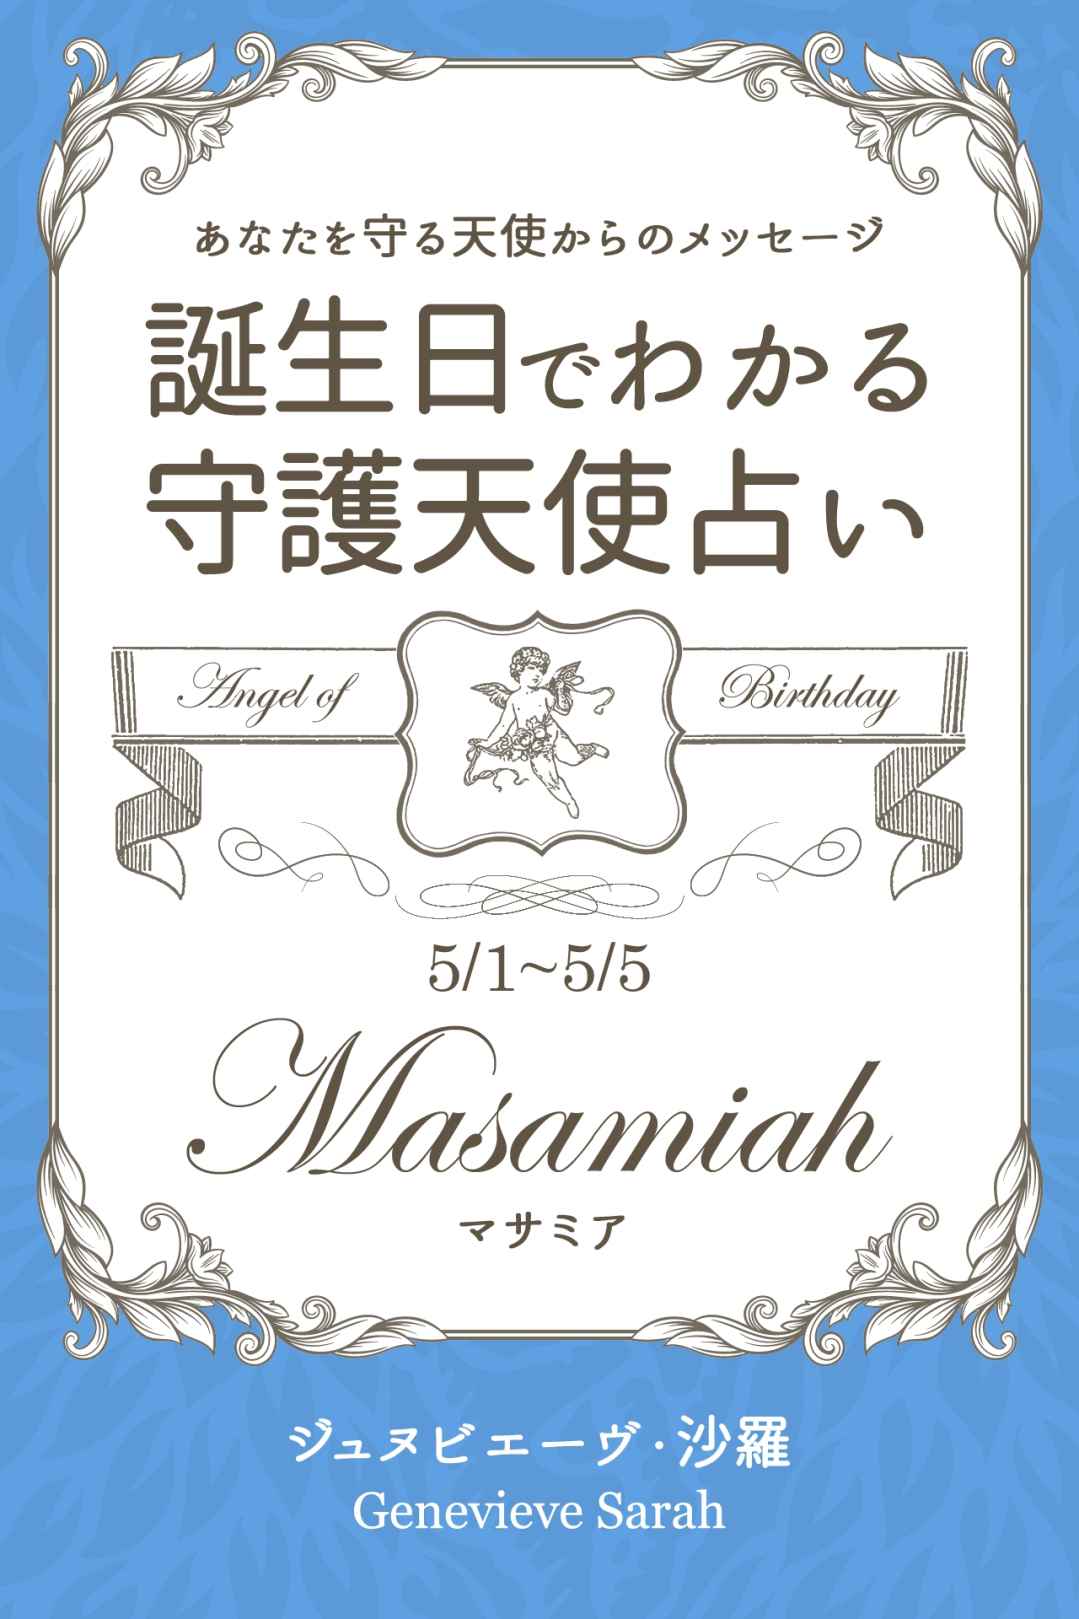 あなたを守る天使からのメッセージ
誕生日でわかる
守護天使占い
Angel of Birthday
5/1~5/5
Masamiah
マサミア
ジュヌビエーヴ・沙羅
Genevieve Sarah